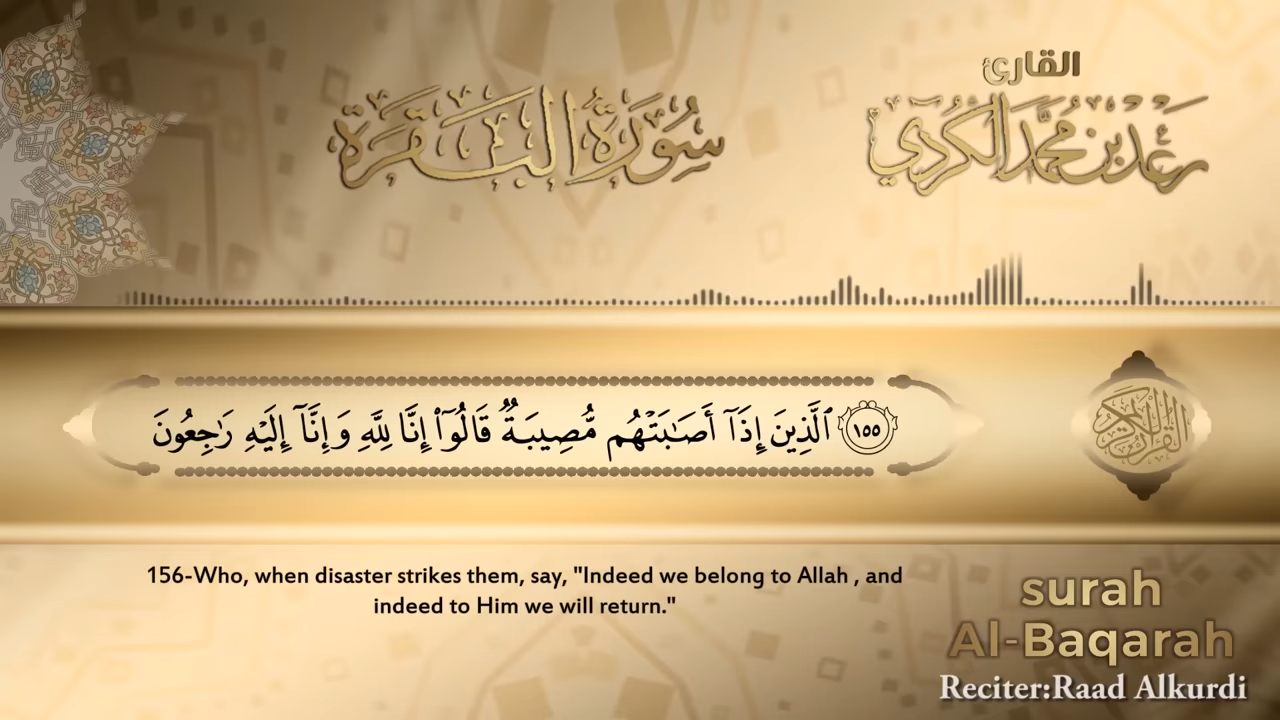 القارئ
سُورَةُ البَقَرَة
رعد بن محمد الكردي
١٥٥ ٱلَّذِينَ إِذَآ أَصَـٰبَتْهُم مُّصِيبَةٌ قَالُوٓا۟ إِنَّا لِلَّهِ وَإِنَّآ إِلَيْهِ رَٰجِعُونَ
القرآن الكريم
156-Who, when disaster strikes them, say, "Indeed we belong to Allah , and
indeed to Him we will return."
surah
Al-Baqarah
Reciter:Raad Alkurdi